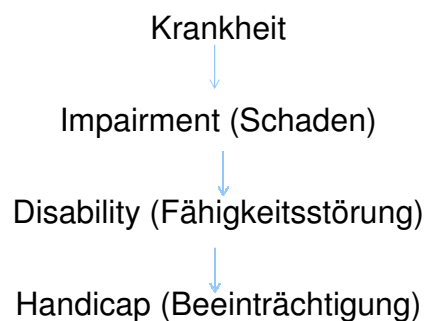 Krankheit
Impairment (Schaden)
Disability (Fähigkeitsstörung)
Handicap (Beeinträchtigung)